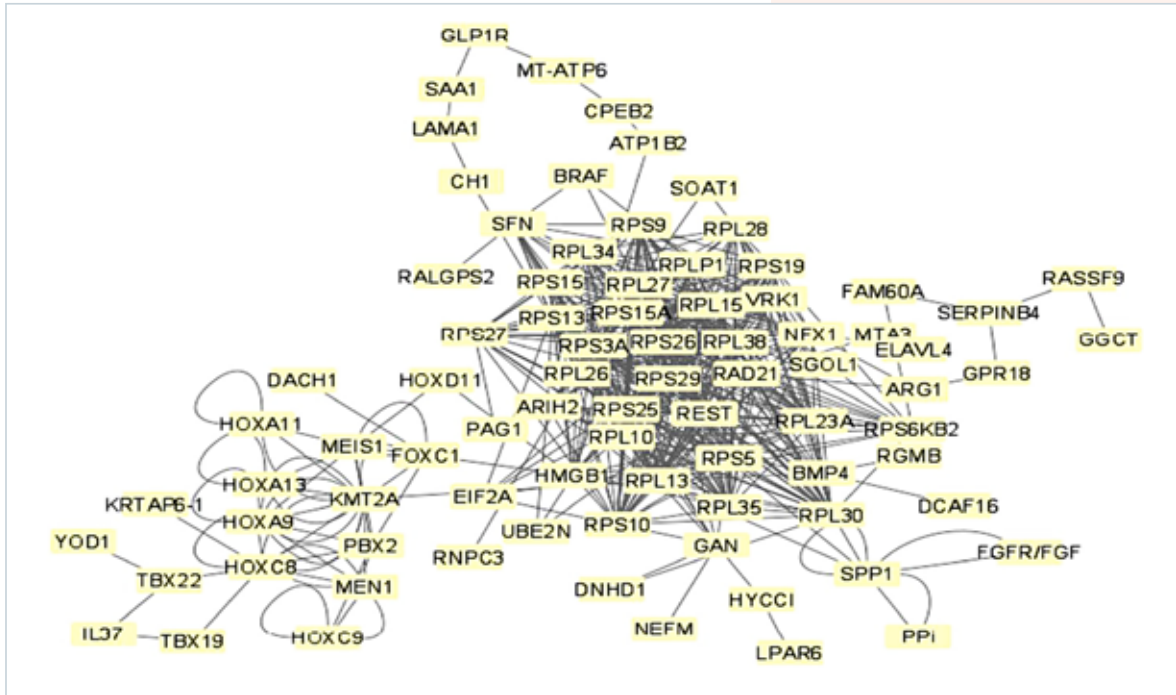 GLP1R
MT-ATP6
SAA1
CPEB2
LAMA1
ATP1B2
CH1
BRAF
SOAT1
SFN
RPS9
RPL28
RPL34
RPLP1
RPS19
RALGPS2
RPS15
RPL27
VRK1
RASSF9
FAM60A
RPS15A
RPL15
SERPINB4
RPS13
RPS27
NFX1
MTA3
GGCT
RPS3A
RPS26
RPL38
ELAVL4
SGOL1
RPL26
RPS29
RAD21
GPR18
ARG1
DACH1
HOXD11
ARIH2
RPS25
REST
RPL23A
HOXA11
PAG1
RPS6KB2
RPL10
MEIS1
FOXC1
RPS5
RGMB
HMGB1
RPL13
BMP4
HOXA13
KMT2A
EIF2A
KRTAP6-1
RPL35
DCAF16
RPL30
HOXA9
UBE2N
RPS10
YOD1
PBX2
GAN
RNPC3
FGFR/FGF
HOXC8
TBX22
SPP1
MEN1
DNHD1
HYCCI
IL37
TBX19
HOXC9
NEFM
PPi
LPAR6